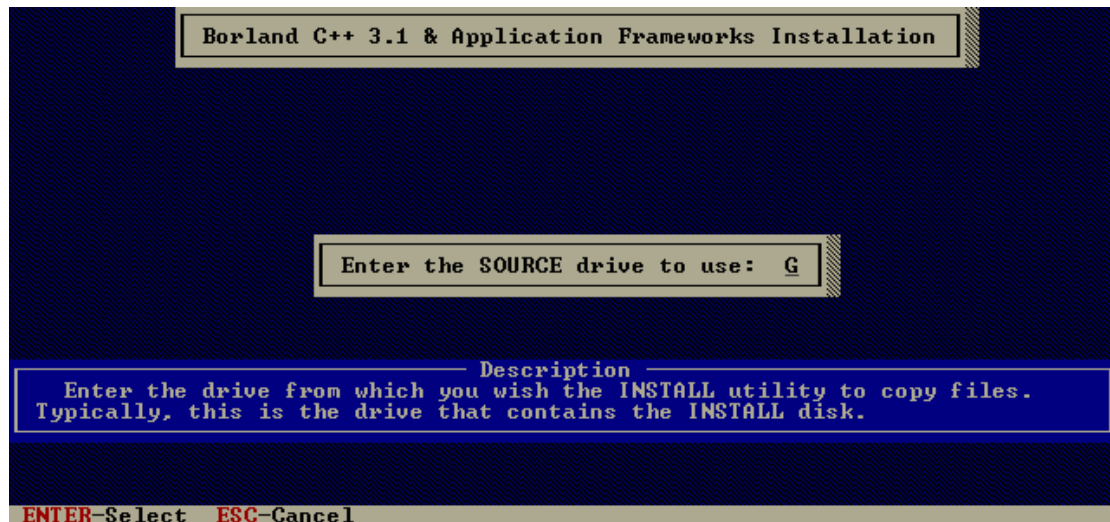 Borland C++ 3.1 & Application Frameworks Installation
Enter the SOURCE drive to use: G
Description
Enter the drive from which you wish the INSTALL utility to copy files.
Typically, this is the drive that contains the INSTALL disk.
ENTER-Select ESC-Cancel